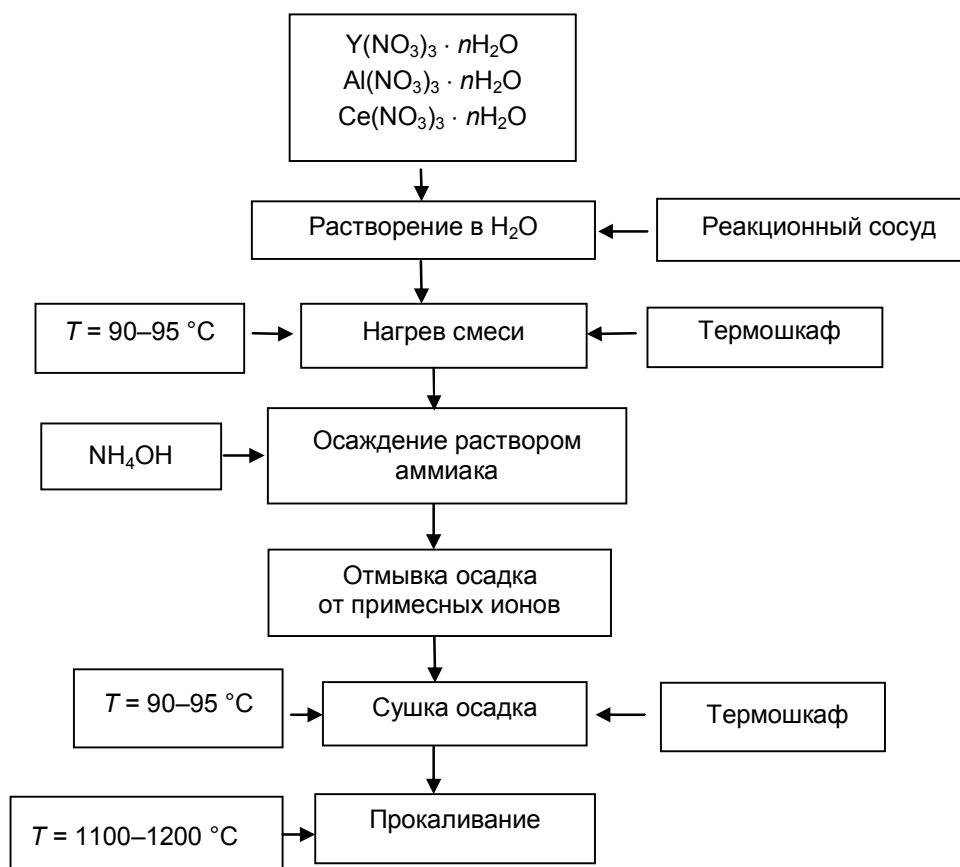 Y(NO₃)₃ · nH₂O
Al(NO₃)₃ · nH₂O
Ce(NO₃)₃ · nH₂O
Растворение в H₂O
Реакционный сосуд
T = 90–95 °C
Нагрев смеси
Термошкаф
NH₄OH
Осаждение раствором
аммиака
Отмывка осадка
от примесных ионов
T = 90–95 °C
Сушка осадка
Термошкаф
T = 1100–1200 °C
Прокаливание